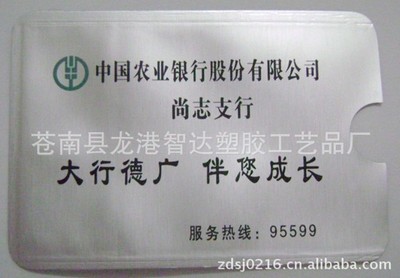 中国农业银行股份有限公司
尚志支行
苍南县龙港智达塑胶工艺品厂
大行德广 伴您成长
服务热线：95599
zdsj0216.1688.com